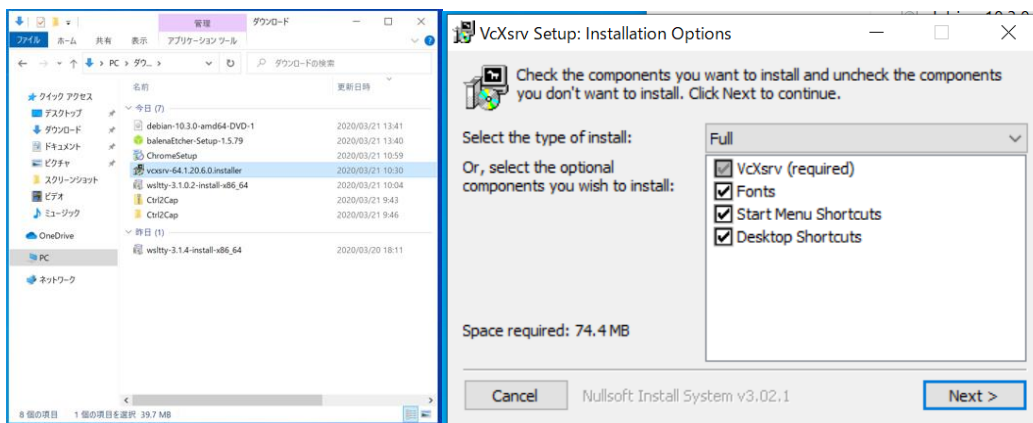 管理
ダウンロード
ファイル
ホーム
共有
表示
アプリケーション ツール
PC
ダウ...
ダウンロードの検索
名前
更新日時
クイック アクセス
デスクトップ
ダウンロード
ドキュメント
ピクチャ
スクリーンショット
ビデオ
ミュージック
OneDrive
PC
ネットワーク
今日 (7)
debian-10.3.0-amd64-DVD-1 2020/03/21 13:41
balenaEtcher-Setup-1.5.79 2020/03/21 13:40
ChromeSetup 2020/03/21 10:59
vcxsrv-64.1.20.6.0.installer 2020/03/21 10:30
wsltty-3.1.0.2-install-x86_64 2020/03/21 10:04
Ctrl2Cap 2020/03/21 9:43
Ctrl2Cap 2020/03/21 9:46
昨日 (1)
wsltty-3.1.4-install-x86_64 2020/03/20 18:11
8 個の項目 1 個の項目を選択 39.7 MB
VcXsrv Setup: Installation Options
Check the components you want to install and uncheck the components
you don't want to install. Click Next to continue.
Select the type of install:
Full
Or, select the optional
components you wish to install:
VcXsrv (required)
Fonts
Start Menu Shortcuts
Desktop Shortcuts
Space required: 74.4 MB
Cancel
Nullsoft Install System v3.02.1
Next >